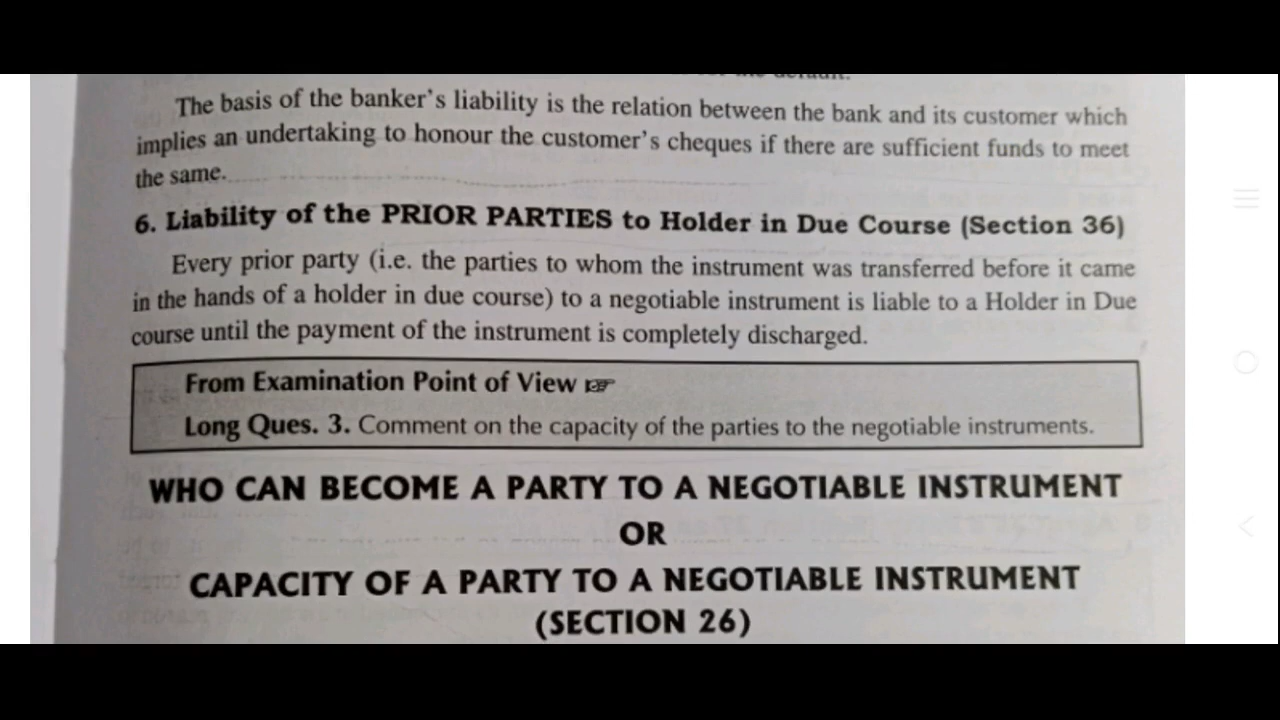 The basis of the banker's liability is the relation between the bank and its customer which
implies an undertaking to honour the customer's cheques if there are sufficient funds to meet
the same.
6. Liability of the PRIOR PARTIES to Holder in Due Course (Section 36)
Every prior party (i.e. the parties to whom the instrument was transferred before it came
in the hands of a holder in due course) to a negotiable instrument is liable to a Holder in Due
course until the payment of the instrument is completely discharged.
From Examination Point of View ☞
Long Ques. 3. Comment on the capacity of the parties to the negotiable instruments.
WHO CAN BECOME A PARTY TO A NEGOTIABLE INSTRUMENT
OR
CAPACITY OF A PARTY TO A NEGOTIABLE INSTRUMENT
(SECTION 26)